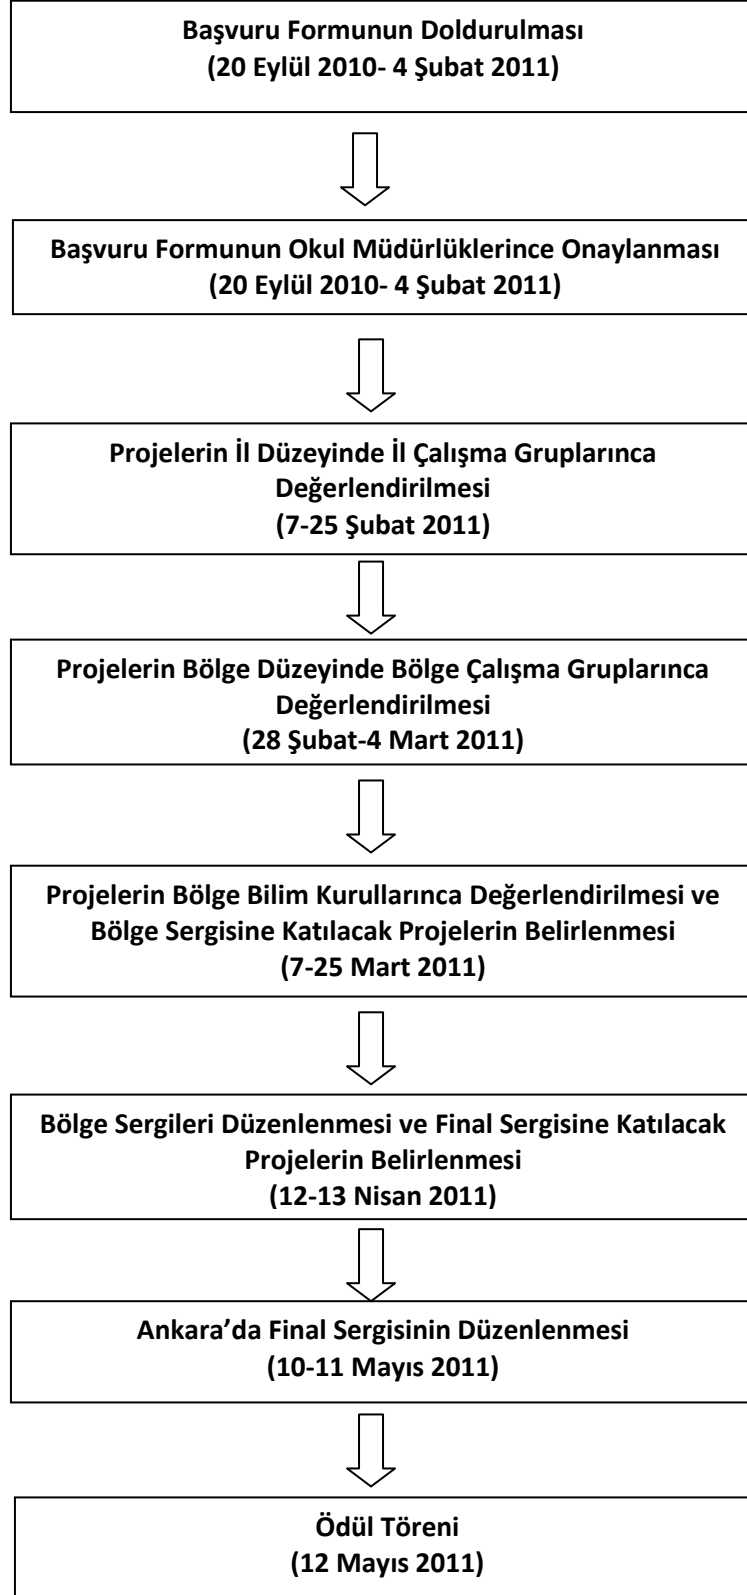 Başvuru Formunun Doldurulması
(20 Eylül 2010- 4 Şubat 2011)
Başvuru Formunun Okul Müdürlüklerince Onaylanması
(20 Eylül 2010- 4 Şubat 2011)
Projelerin İl Düzeyinde İl Çalışma Gruplarınca
Değerlendirilmesi
(7-25 Şubat 2011)
Projelerin Bölge Düzeyinde Bölge Çalışma Gruplarınca
Değerlendirilmesi
(28 Şubat-4 Mart 2011)
Projelerin Bölge Bilim Kurullarınca Değerlendirilmesi ve
Bölge Sergisine Katılacak Projelerin Belirlenmesi
(7-25 Mart 2011)
Bölge Sergileri Düzenlenmesi ve Final Sergisine Katılacak
Projelerin Belirlenmesi
(12-13 Nisan 2011)
Ankara’da Final Sergisinin Düzenlenmesi
(10-11 Mayıs 2011)
Ödül Töreni
(12 Mayıs 2011)